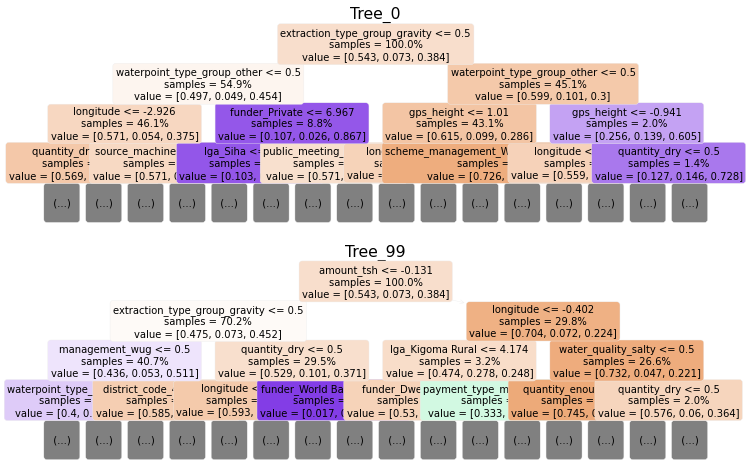 Tree_0
extraction_type_group_gravity <= 0.5
samples = 100.0%
value = [0.543, 0.073, 0.384]
waterpoint_type_group_other <= 0.5
samples = 54.9%
value = [0.497, 0.049, 0.454]
waterpoint_type_group_other <= 0.5
samples = 45.1%
value = [0.599, 0.101, 0.3]
longitude <= -2.926
samples = 46.1%
value = [0.571, 0.054, 0.375]
funder_Private <= 6.967
samples = 8.8%
value = [0.107, 0.026, 0.867]
gps_height <= 1.01
samples = 43.1%
value = [0.615, 0.099, 0.286]
gps_height <= -0.941
samples = 2.0%
value = [0.256, 0.139, 0.605]
quantity_dr
samples =
value = [0.569,
source_machine
samples =
value = [0.571,
lga_Siha <
samples =
value = [0.103,
public_meeting_
samples =
value = [0.571,
lon
sa
value =
scheme_management_W
samples =
value = [0.726,
longitude <
samples =
value = [0.559,
quantity_dry <= 0.5
samples = 1.4%
value = [0.127, 0.146, 0.728]
(...) (...) (...) (...) (...) (...) (...) (...) (...) (...) (...) (...) (...) (...) (...) (...)
Tree_99
amount_tsh <= -0.131
samples = 100.0%
value = [0.543, 0.073, 0.384]
extraction_type_group_gravity <= 0.5
samples = 70.2%
value = [0.475, 0.073, 0.452]
longitude <= -0.402
samples = 29.8%
value = [0.704, 0.072, 0.224]
management_wug <= 0.5
samples = 40.7%
value = [0.436, 0.053, 0.511]
quantity_dry <= 0.5
samples = 29.5%
value = [0.529, 0.101, 0.371]
lga_Kigoma Rural <= 4.174
samples = 3.2%
value = [0.474, 0.278, 0.248]
water_quality_salty <= 0.5
samples = 26.6%
value = [0.732, 0.047, 0.221]
waterpoint_type_
samples =
value = [0.4, 0.
district_code_
samples =
value = [0.585,
longitude <
samples =
value = [0.593,
funder_World Ba
samples =
value = [0.017,
funder_Dwe
samples =
value = [0.53,
payment_type_m
samples =
value = [0.333,
quantity_enou
samples =
value = [0.745,
quantity_dry <= 0.5
samples = 2.0%
value = [0.576, 0.06, 0.364]
(...) (...) (...) (...) (...) (...) (...) (...) (...) (...) (...) (...) (...) (...) (...) (...)